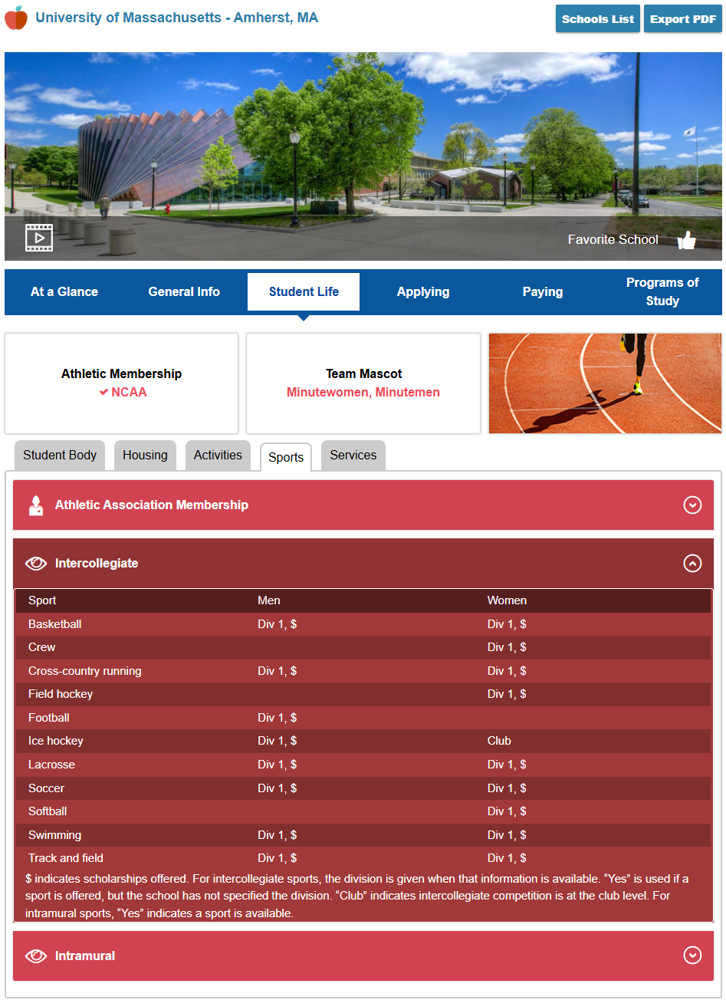 University of Massachusetts - Amherst, MA
Schools List
Export PDF
Favorite School
At a Glance
General Info
Student Life
Applying
Paying
Programs of
Study
Athletic Membership
NCAA
Team Mascot
Minutewomen, Minutemen
Student Body
Housing
Activities
Sports
Services
Athletic Association Membership
Intercollegiate
Sport Men Women
Basketball Div 1, $ Div 1, $
Crew Div 1, $
Cross-country running Div 1, $ Div 1, $
Field hockey Div 1, $
Football Div 1, $
Ice hockey Div 1, $ Club
Lacrosse Div 1, $ Div 1, $
Soccer Div 1, $ Div 1, $
Softball Div 1, $
Swimming Div 1, $ Div 1, $
Track and field Div 1, $ Div 1, $
$ indicates scholarships offered. For intercollegiate sports, the division is given when that information is available. “Yes” is used if a
sport is offered, but the school has not specified the division. “Club” indicates intercollegiate competition is at the club level. For
intramural sports, “Yes” indicates a sport is available.
Intramural